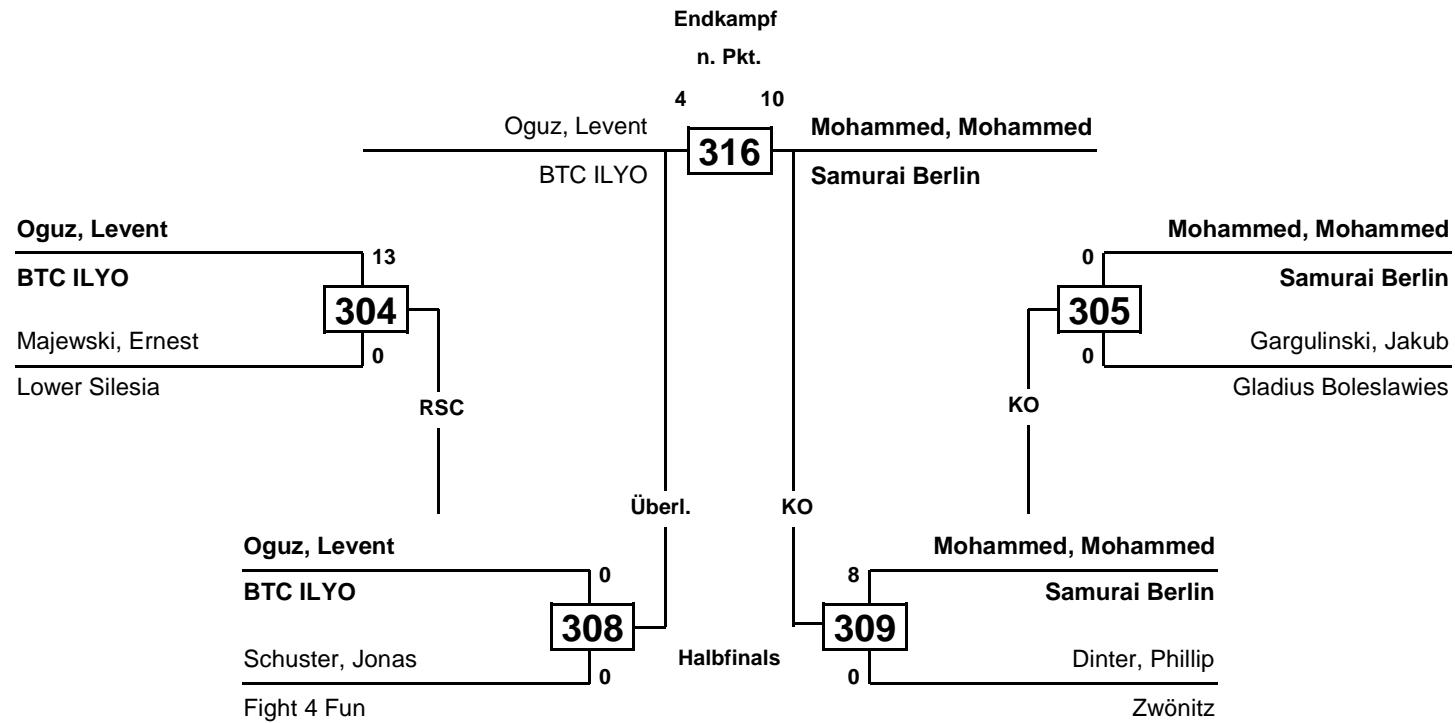 Endkampf
n. Pkt.
4 10
Oguz, Levent 316 Mohammed, Mohammed
BTC ILYO Samurai Berlin
Oguz, Levent Mohammed, Mohammed
13 0
BTC ILYO Samurai Berlin
304 305
Majewski, Ernest Gargulinski, Jakub
0 0
Lower Silesia Gladius Boleslawies
RSC KO
Überl. KO
Oguz, Levent Mohammed, Mohammed
0 8
BTC ILYO Samurai Berlin
308 309
Schuster, Jonas Halbfinals Dinter, Phillip
0 0
Fight 4 Fun Zwönitz